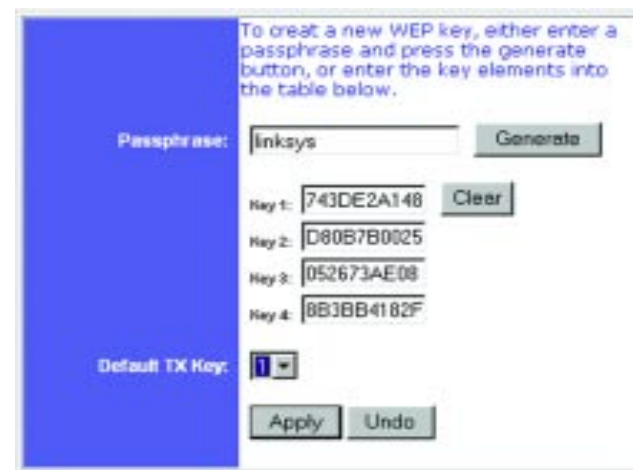 To creat a new WEP key, either enter a
passphrase and press the generate
button, or enter the key elements into
the table below.
Passphrase: linksys Generate
Key 1: 743DE2A148 Clear
Key 2: D80B7B0025
Key 3: 052673AE08
Key 4: 8B3BB4182F
Default TX Key: 1
Apply Undo